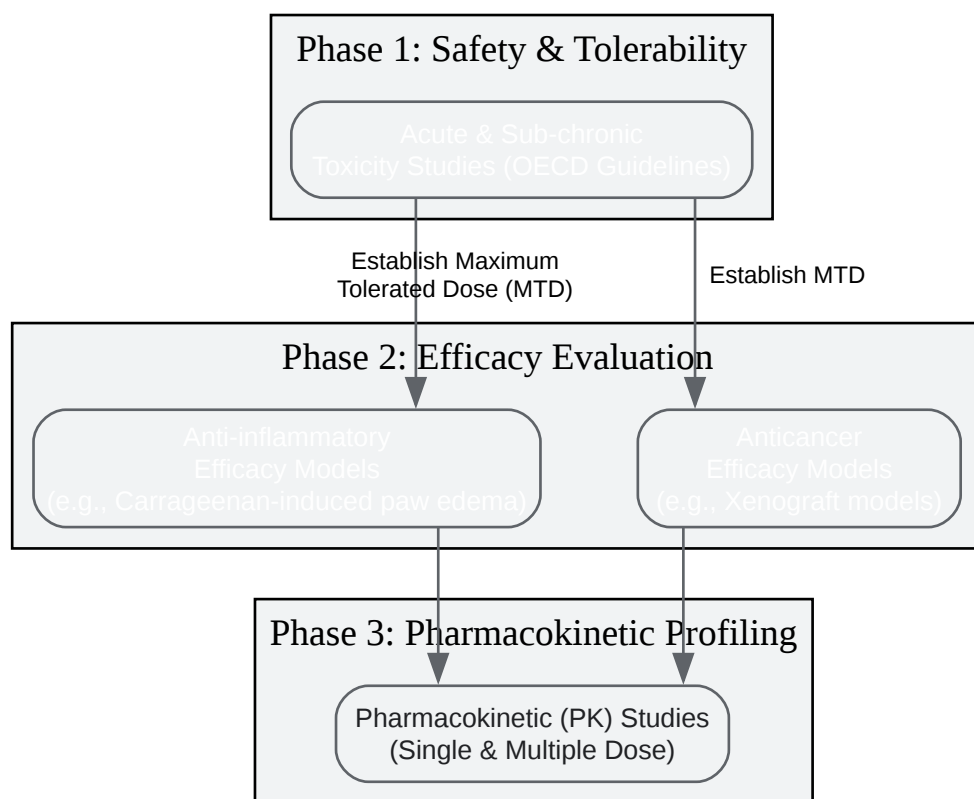 Phase 1: Safety & Tolerability
Acute & Sub-chronic
Toxicity Studies (OECD Guidelines)
Establish Maximum
Tolerated Dose (MTD)
Establish MTD
Phase 2: Efficacy Evaluation
Anti-inflammatory
Efficacy Models
(e.g., Carrageenan-induced paw edema)
Anticancer
Efficacy Models
(e.g., Xenograft models)
Phase 3: Pharmacokinetic Profiling
Pharmacokinetic (PK) Studies
(Single & Multiple Dose)